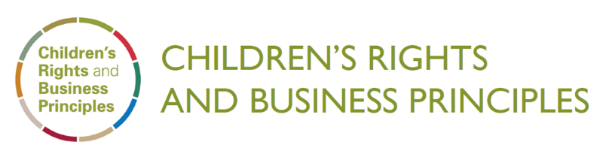 Children's
Rights and
Business
Principles
CHILDREN'S RIGHTS
AND BUSINESS PRINCIPLES